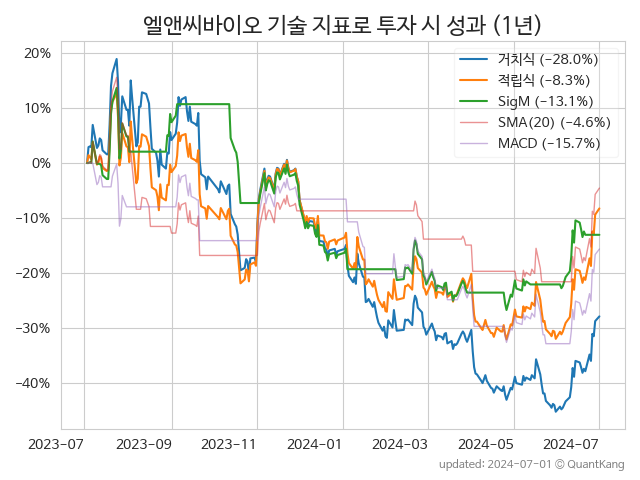 엘앤씨바이오 기술 지표로 투자 시 성과 (1년)
20%
10%
0%
−10%
−20%
−30%
−40%
거치식 (−28.0%)
적립식 (−8.3%)
SigM (−13.1%)
SMA(20) (−4.6%)
MACD (−15.7%)
2023-07
2023-09
2023-11
2024-01
2024-03
2024-05
2024-07
updated: 2024-07-01 © QuantKang